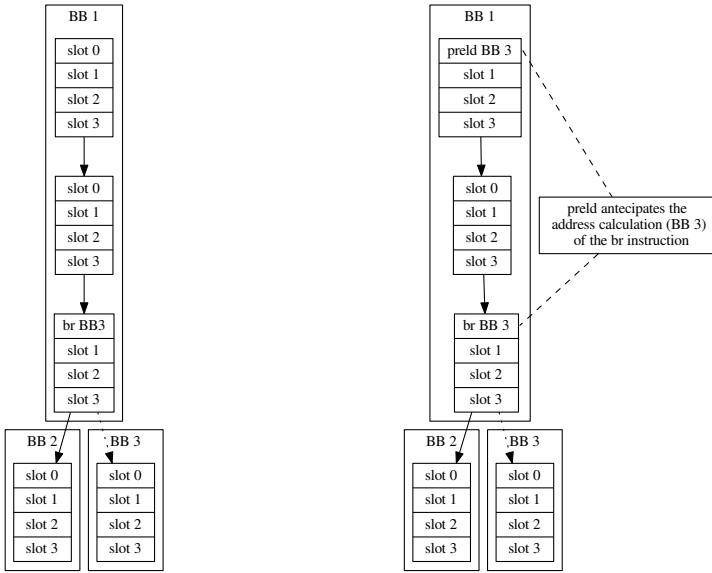 BB 1
slot 0
slot 1
slot 2
slot 3
slot 0
slot 1
slot 2
slot 3
br BB3
slot 1
slot 2
slot 3
BB 2
slot 0
slot 1
slot 2
slot 3
BB 3
slot 0
slot 1
slot 2
slot 3
BB 1
preld BB 3
slot 1
slot 2
slot 3
slot 0
slot 1
slot 2
slot 3
br BB 3
slot 1
slot 2
slot 3
BB 2
slot 0
slot 1
slot 2
slot 3
BB 3
slot 0
slot 1
slot 2
slot 3
preld antecipates the
address calculation (BB 3)
of the br instruction